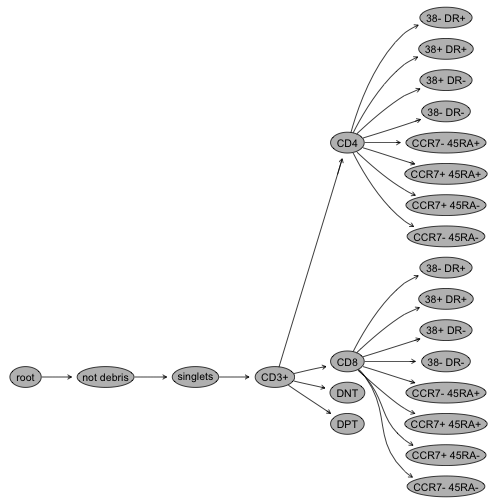 38- DR+
38+ DR+
38+ DR-
38- DR-
CD4
CCR7- 45RA+
CCR7+ 45RA+
CCR7+ 45RA-
CCR7- 45RA-
38- DR+
38+ DR+
38+ DR-
CD8
38- DR-
root
not debris
singlets
CD3+
DNT
CCR7- 45RA+
DPT
CCR7+ 45RA+
CCR7+ 45RA-
CCR7- 45RA-